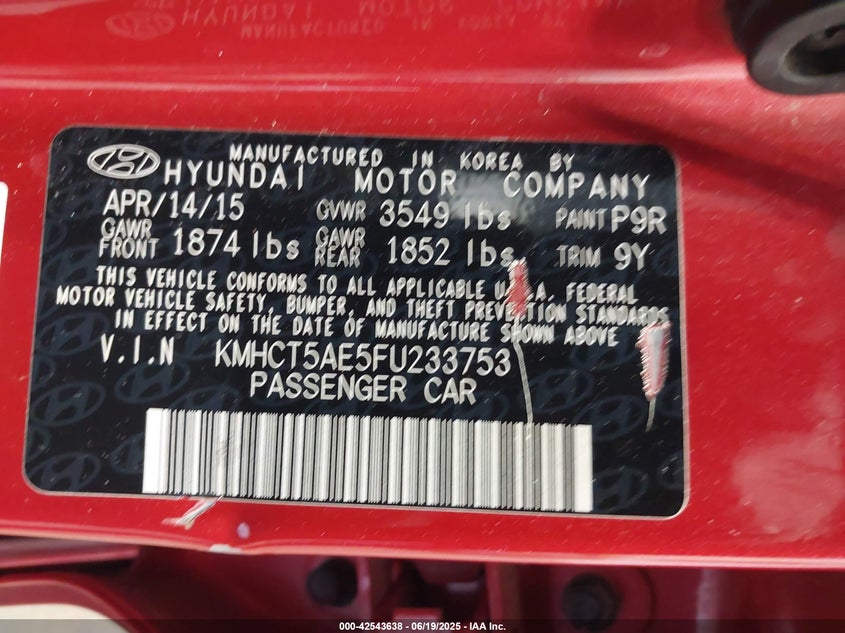 MANUFACTURED IN KOREA BY
HYUNDAI MOTOR COMPANY
APR/14/15 GVWR 3549 lbs PAINT P9R
GAWR FRONT 1874 lbs GAWR REAR 1852 lbs TRIM 9Y
THIS VEHICLE CONFORMS TO ALL APPLICABLE U.S.A. FEDERAL
MOTOR VEHICLE SAFETY, BUMPER, AND THEFT PREVENTION STANDARDS
IN EFFECT ON THE DATE OF MANUFACTURE SHOWN ABOVE
V.I.N KMHCT5AE5FU233753
PASSENGER CAR
000-42543638 - 06/19/2025 - IAA Inc.